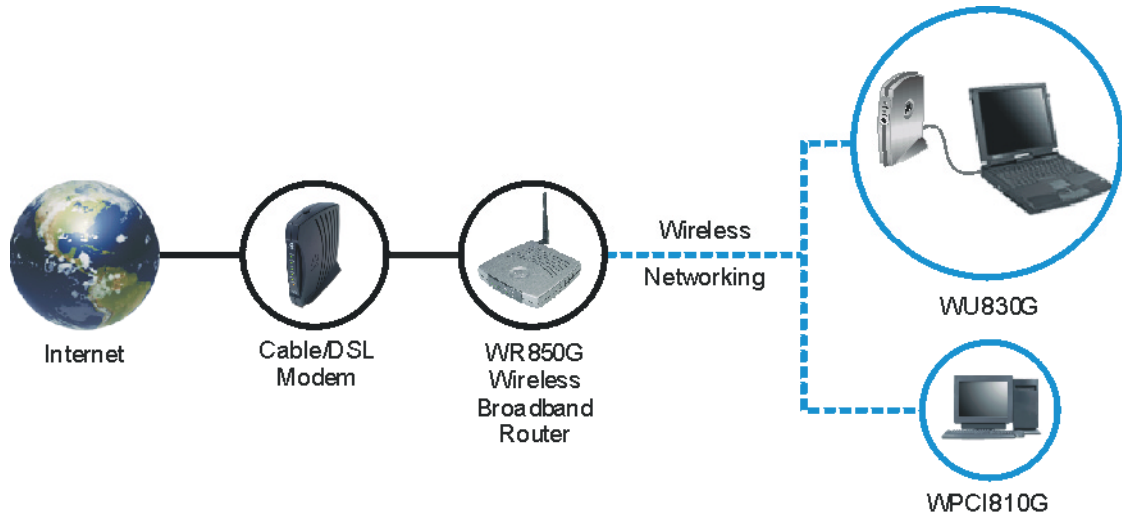 Internet
Cable/DSL
Modem
WR850G
Wireless
Broadband
Router
Wireless
Networking
WU830G
WPCI810G